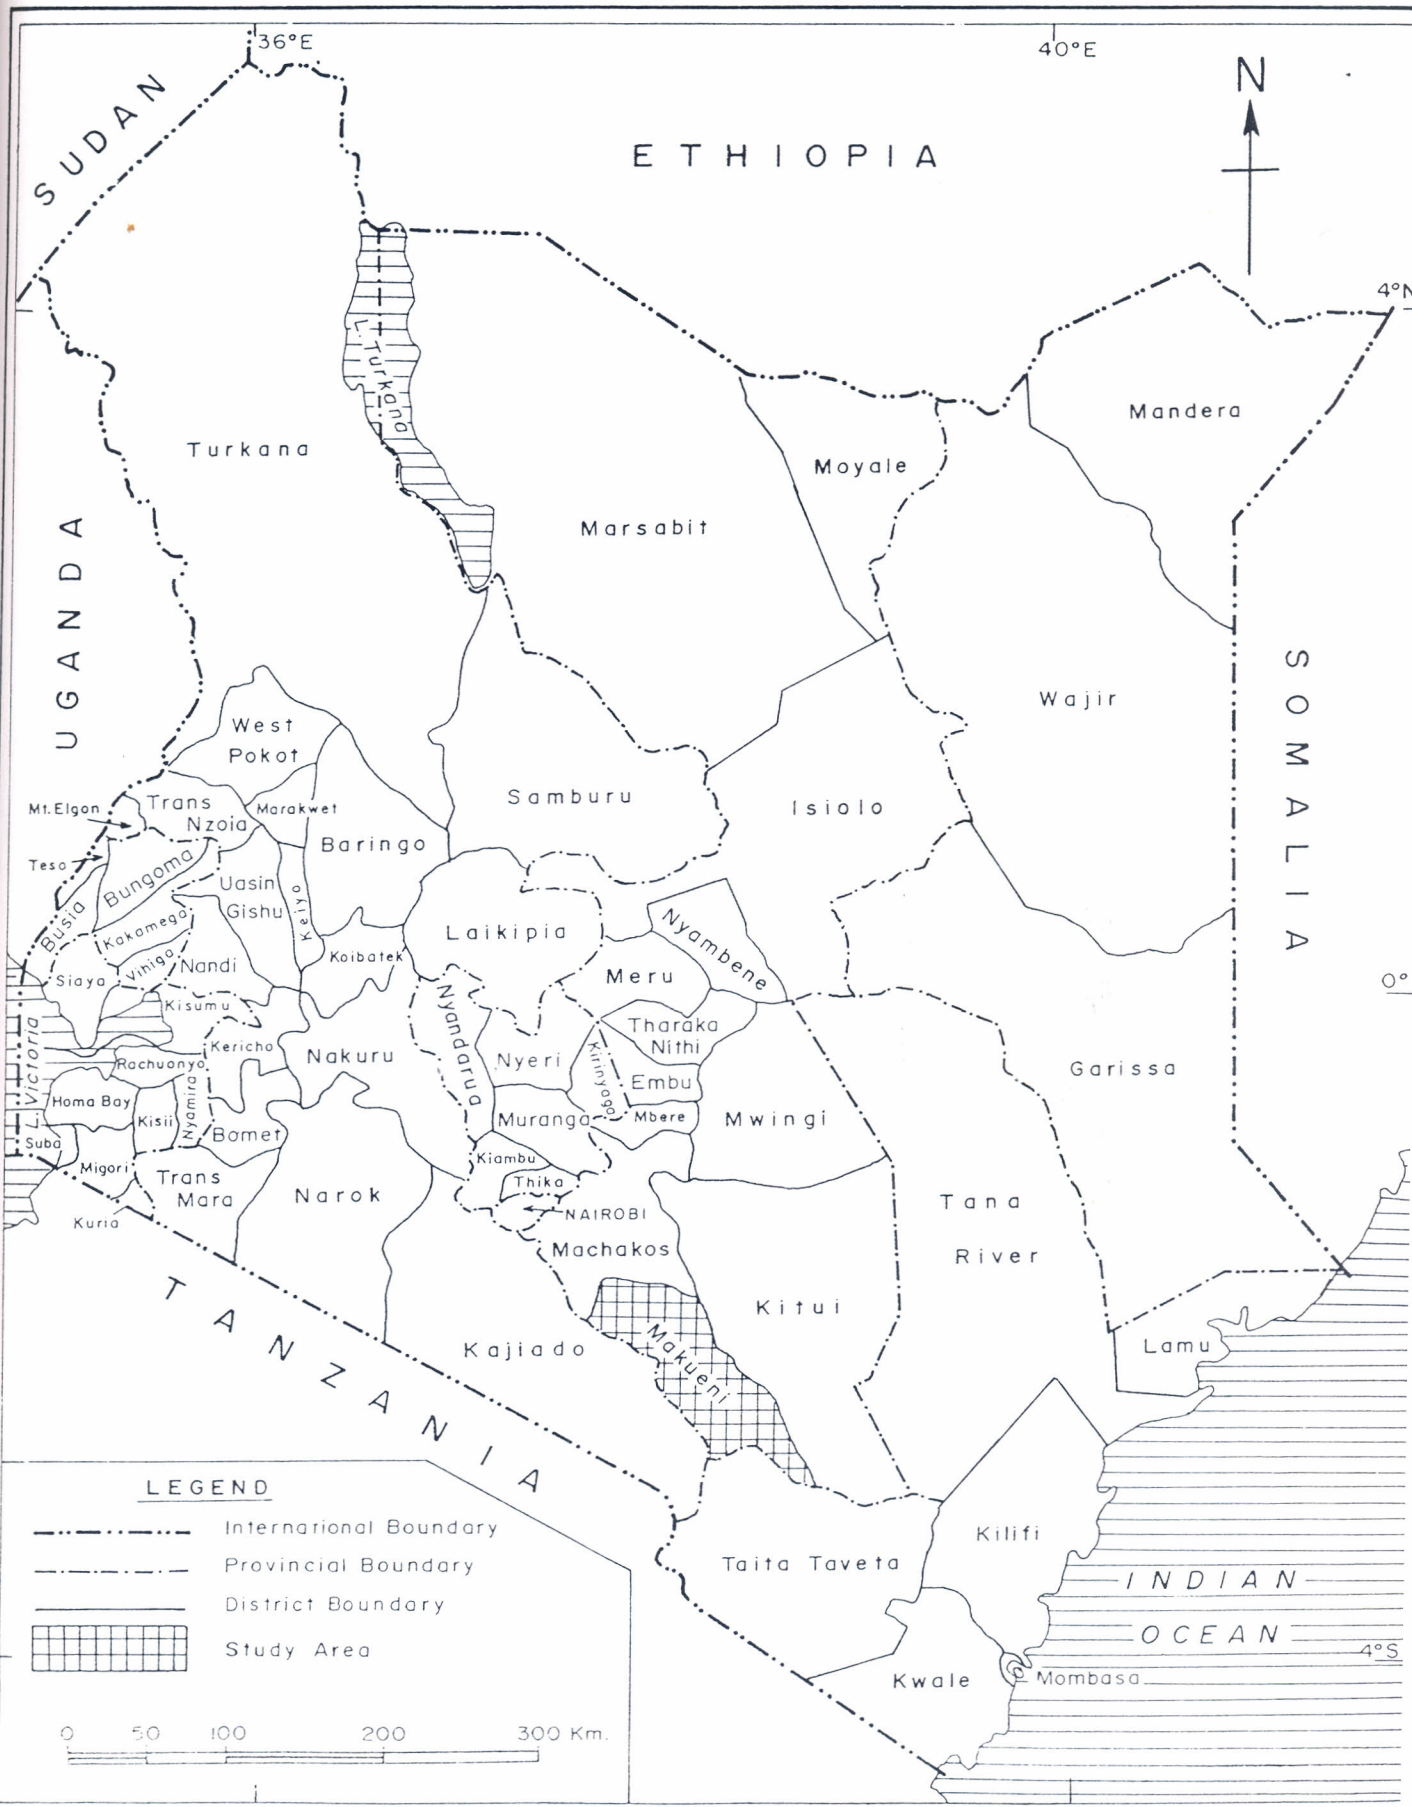 36°E
40°E
N
SUDAN
ETHIOPIA
4°N
L. Turkana
Mandera
Turkana
Moyale
Marsabit
UGANDA
SOMALIA
Wajir
West
Pokot
Mt. Elgon
Trans
Nzoia
Marakwet
Samburu
Isiolo
Baringo
Teso
Bungoma
Uasin
Gishu
Keiyo
Busia
Kakamega
Laikipia
Nyambene
Vihiga
Nandi
Koibatek
Siaya
Meru
0°
Kisumu
Nyandarua
Tharaka
Nithi
L. Victoria
Kericho
Nakuru
Nyeri
Kirinyaga
Rachuonyo
Garissa
Embu
Homa Bay
Kisii
Nyamira
Muranga
Mbere
Mwingi
Suba
Bomet
Kiambu
Migori
Trans
Mara
Thika
Narok
Tana
River
Kuria
NAIROBI
Machakos
Kitui
TANZANIA
Kajiado
Makueni
Lamu
LEGEND
International Boundary
Provincial Boundary
District Boundary
Study Area
Kilifi
Taita Taveta
INDIAN
OCEAN
4°S
Kwale
Mombasa
0 50 100 200 300 Km.